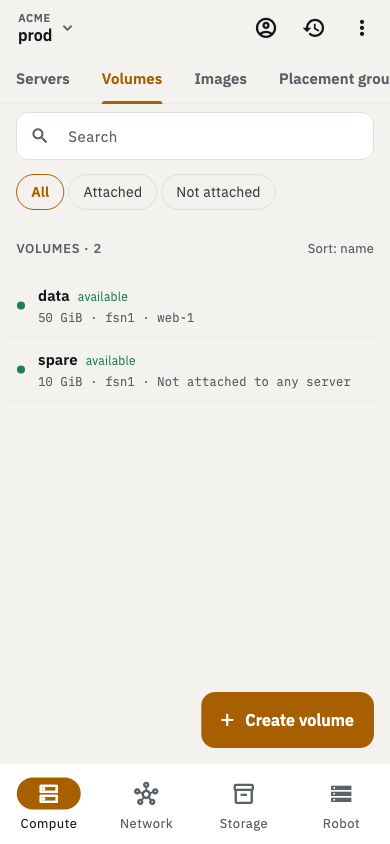 ACME
prod
Servers Volumes Images Placement grou
Search
All Attached Not attached
VOLUMES · 2 Sort: name
data available
50 GiB · fsn1 · web-1
spare available
10 GiB · fsn1 · Not attached to any server
+ Create volume
Compute Network Storage Robot